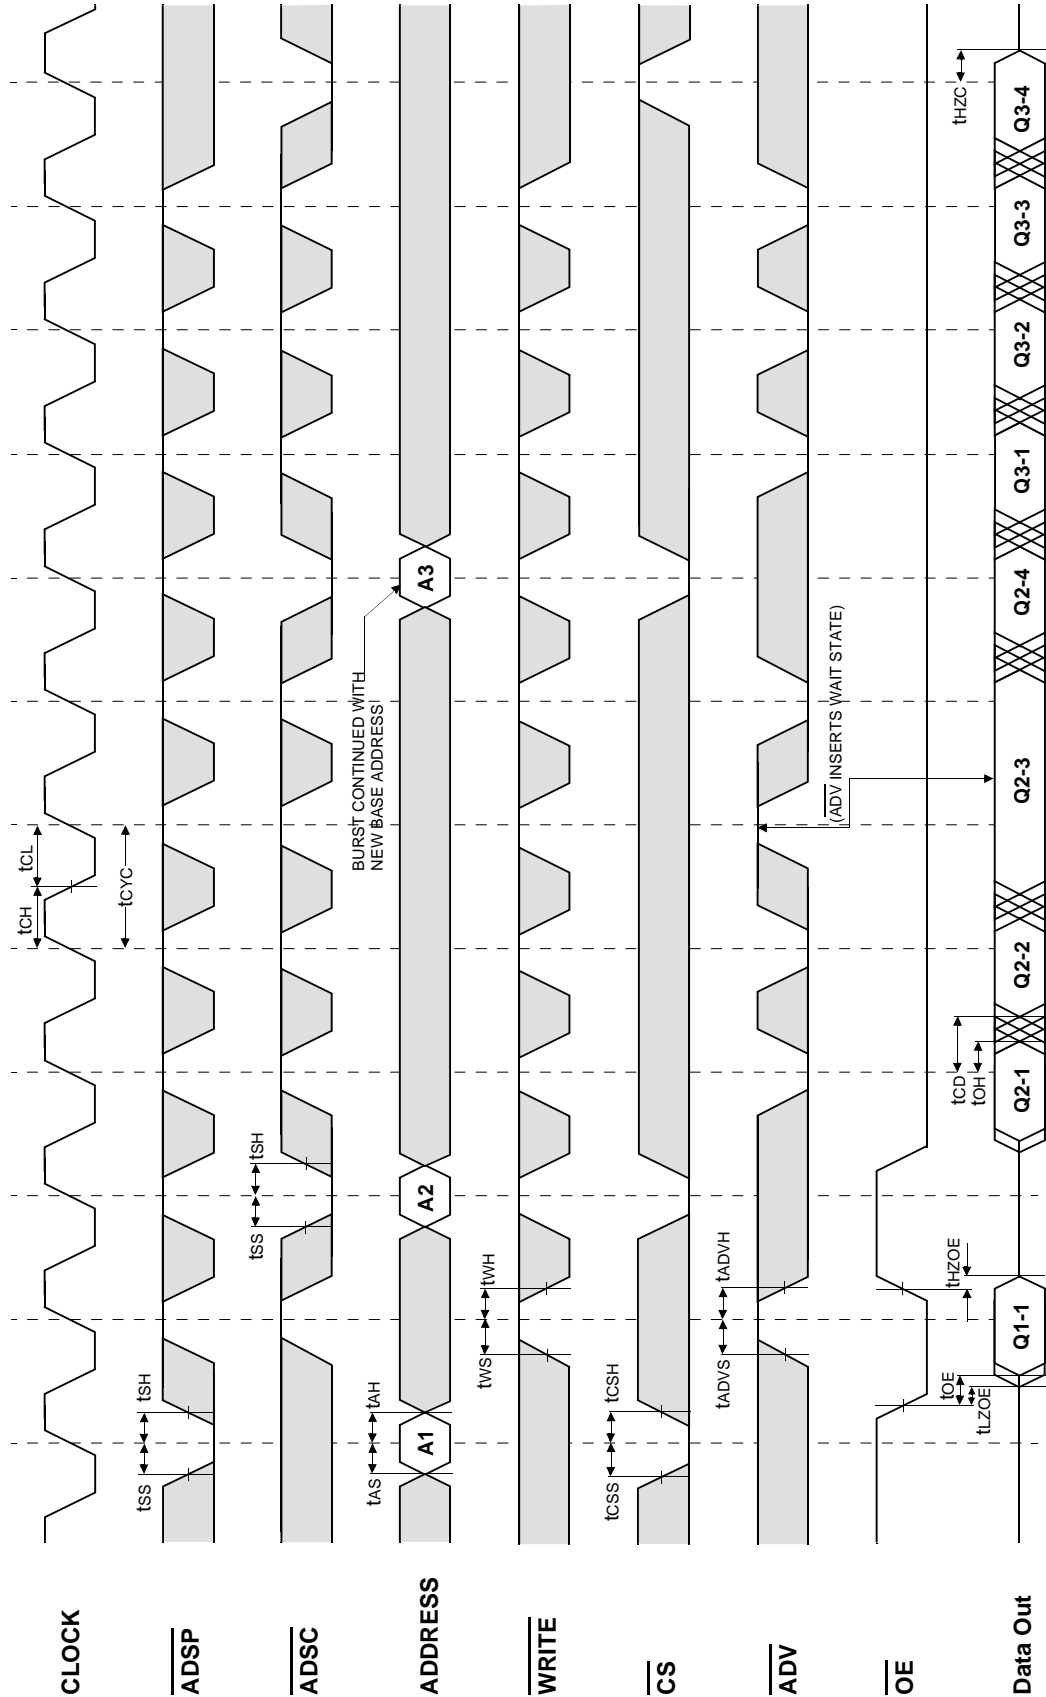 CLOCK
tCH
tCL
tCYC
ADSP
tSS
tSH
ADSC
tSS
tSH
ADDRESS
tAS
tAH
A1
A2
BURST CONTINUED WITH
NEW BASE ADDRESS
A3
WRITE
tWS
tWH
CS
tCSS
tCSH
ADV
tADVS
tADVH
(ADV INSERTS WAIT STATE)
OE
Data Out
tOE
tLZOE
tHZOE
tCD
tOH
tHZC
Q1-1
Q2-1
Q2-2
Q2-3
Q2-4
Q3-1
Q3-2
Q3-3
Q3-4